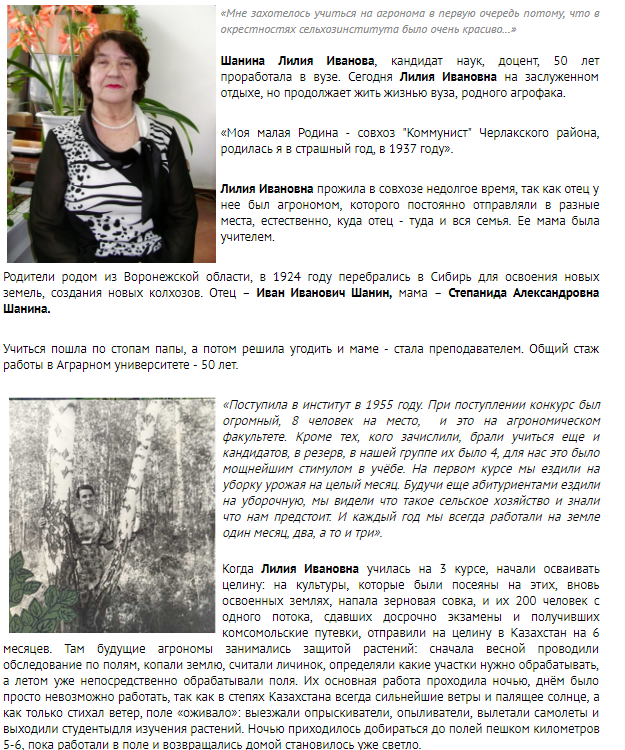 «Мне захотелось учиться на агронома в первую очередь потому, что в
окрестностях сельхозинститута было очень красиво…»
Шанина Лилия Иванова, кандидат наук, доцент, 50 лет
проработала в вузе. Сегодня Лилия Ивановна на заслуженном
отдыхе, но продолжает жить жизнью вуза, родного агрофака.
«Моя малая Родина - совхоз "Коммунист" Черлакского района,
родилась я в страшный год, в 1937 году».
Лилия Ивановна прожила в совхозе недолгое время, так как отец у
нее был агрономом, которого постоянно отправляли в разные
места, естественно, куда отец - туда и вся семья. Ее мама была
учителем.
Родители родом из Воронежской области, в 1924 году перебрались в Сибирь для освоения новых
земель, создания новых колхозов. Отец – Иван Иванович Шанин, мама – Степанида Александровна
Шанина.
Учиться пошла по стопам папы, а потом решила угодить и маме - стала преподавателем. Общий стаж
работы в Аграрном университете - 50 лет.
«Поступила в институт в 1955 году. При поступлении конкурс был
огромный, 8 человек на место, и это на агрономическом
факультете. Кроме тех, кого зачислили, брали учиться еще и
кандидатов, в резерв, в нашей группе их было 4, для нас это было
мощнейшим стимулом в учёбе. На первом курсе мы ездили на
уборку урожая на целый месяц. Будучи еще абитуриентами ездили
на уборочную, мы видели что такое сельское хозяйство и знали
что нам предстоит. И каждый год мы всегда работали на земле
один месяц, два, а то и три».
Когда Лилия Ивановна училась на 3 курсе, начали осваивать
целину: на культуры, которые были посеяны на этих, вновь
освоенных землях, напала зерновая совка, и их 200 человек с
одного потока, сдавших досрочно экзамены и получивших
комсомольские путевки, отправили на целину в Казахстан на 6
месяцев. Там будущие агрономы занимались защитой растений: сначала весной проводили
обследование по полям, копали землю, считали личинок, определяли какие участки нужно обрабатывать,
а летом уже непосредственно обрабатывали поля. Их основная работа проходила ночью, днём было
просто невозможно работать, так как в степях Казахстана всегда сильнейшие ветры и палящее солнце, а
как только стихал ветер, поле «оживало»: выезжали опрыскиватели, опыливатели, вылетали самолеты и
выходили студентыдля изучения растений. Ночью приходилось добираться до полей пешком километров
5-6, пока работали в поле и возвращались домой становилось уже светло.